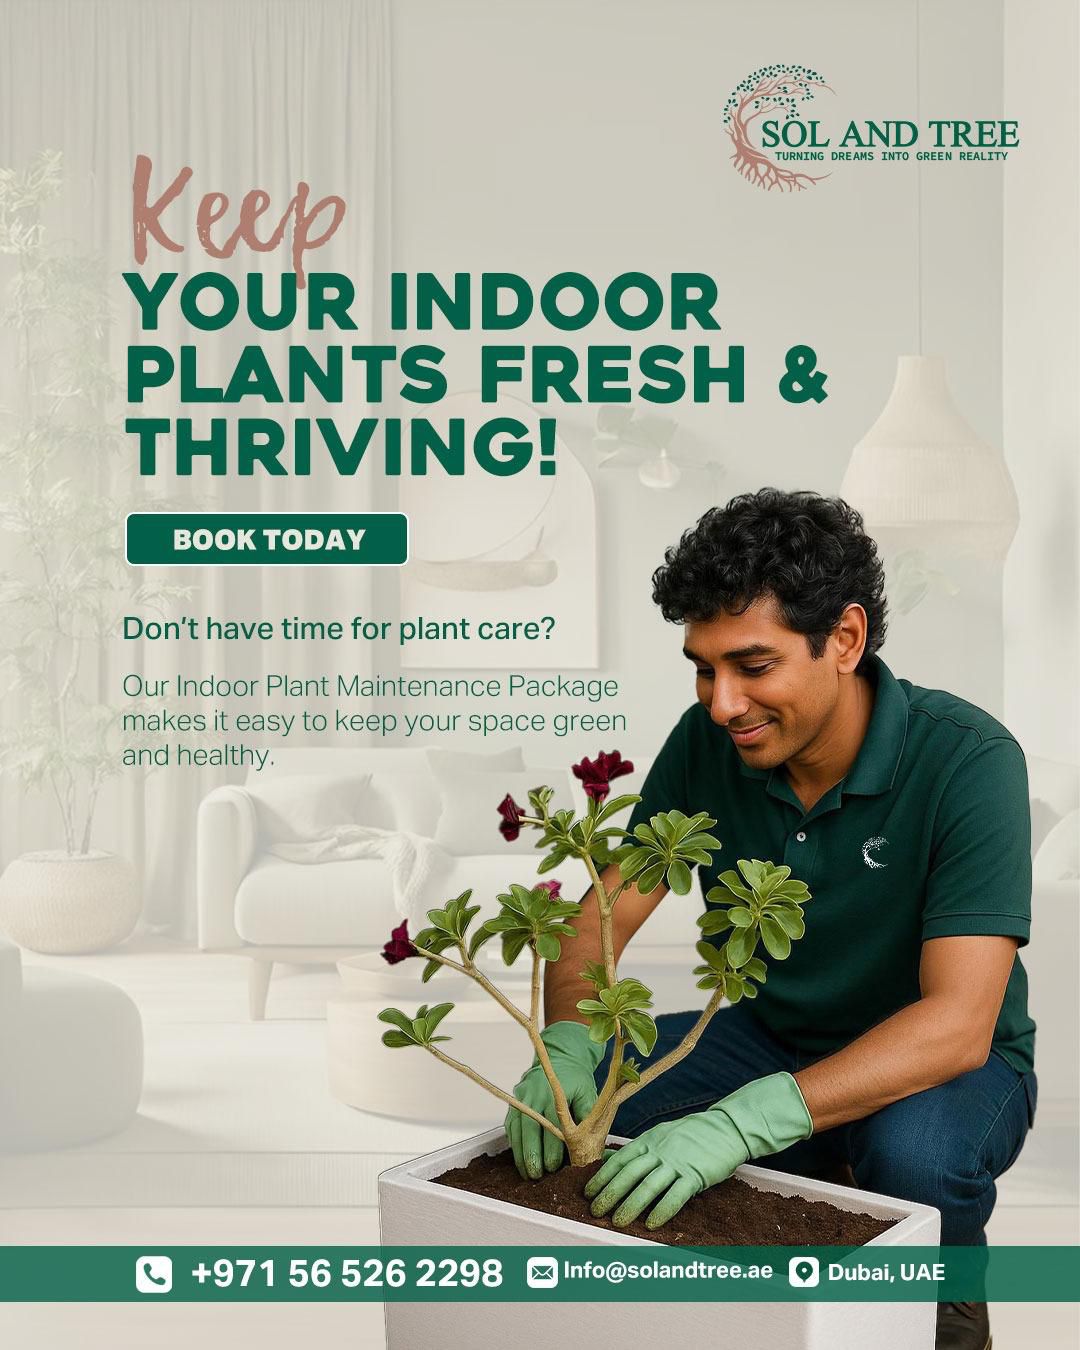 SOL AND TREE
TURNING DREAMS INTO GREEN REALITY
Keep
YOUR INDOOR
PLANTS FRESH &
THRIVING!
BOOK TODAY
Don't have time for plant care?
Our Indoor Plant Maintenance Package
makes it easy to keep your space green
and healthy.
+971 56 526 2298 Info@solandtree.ae Dubai, UAE